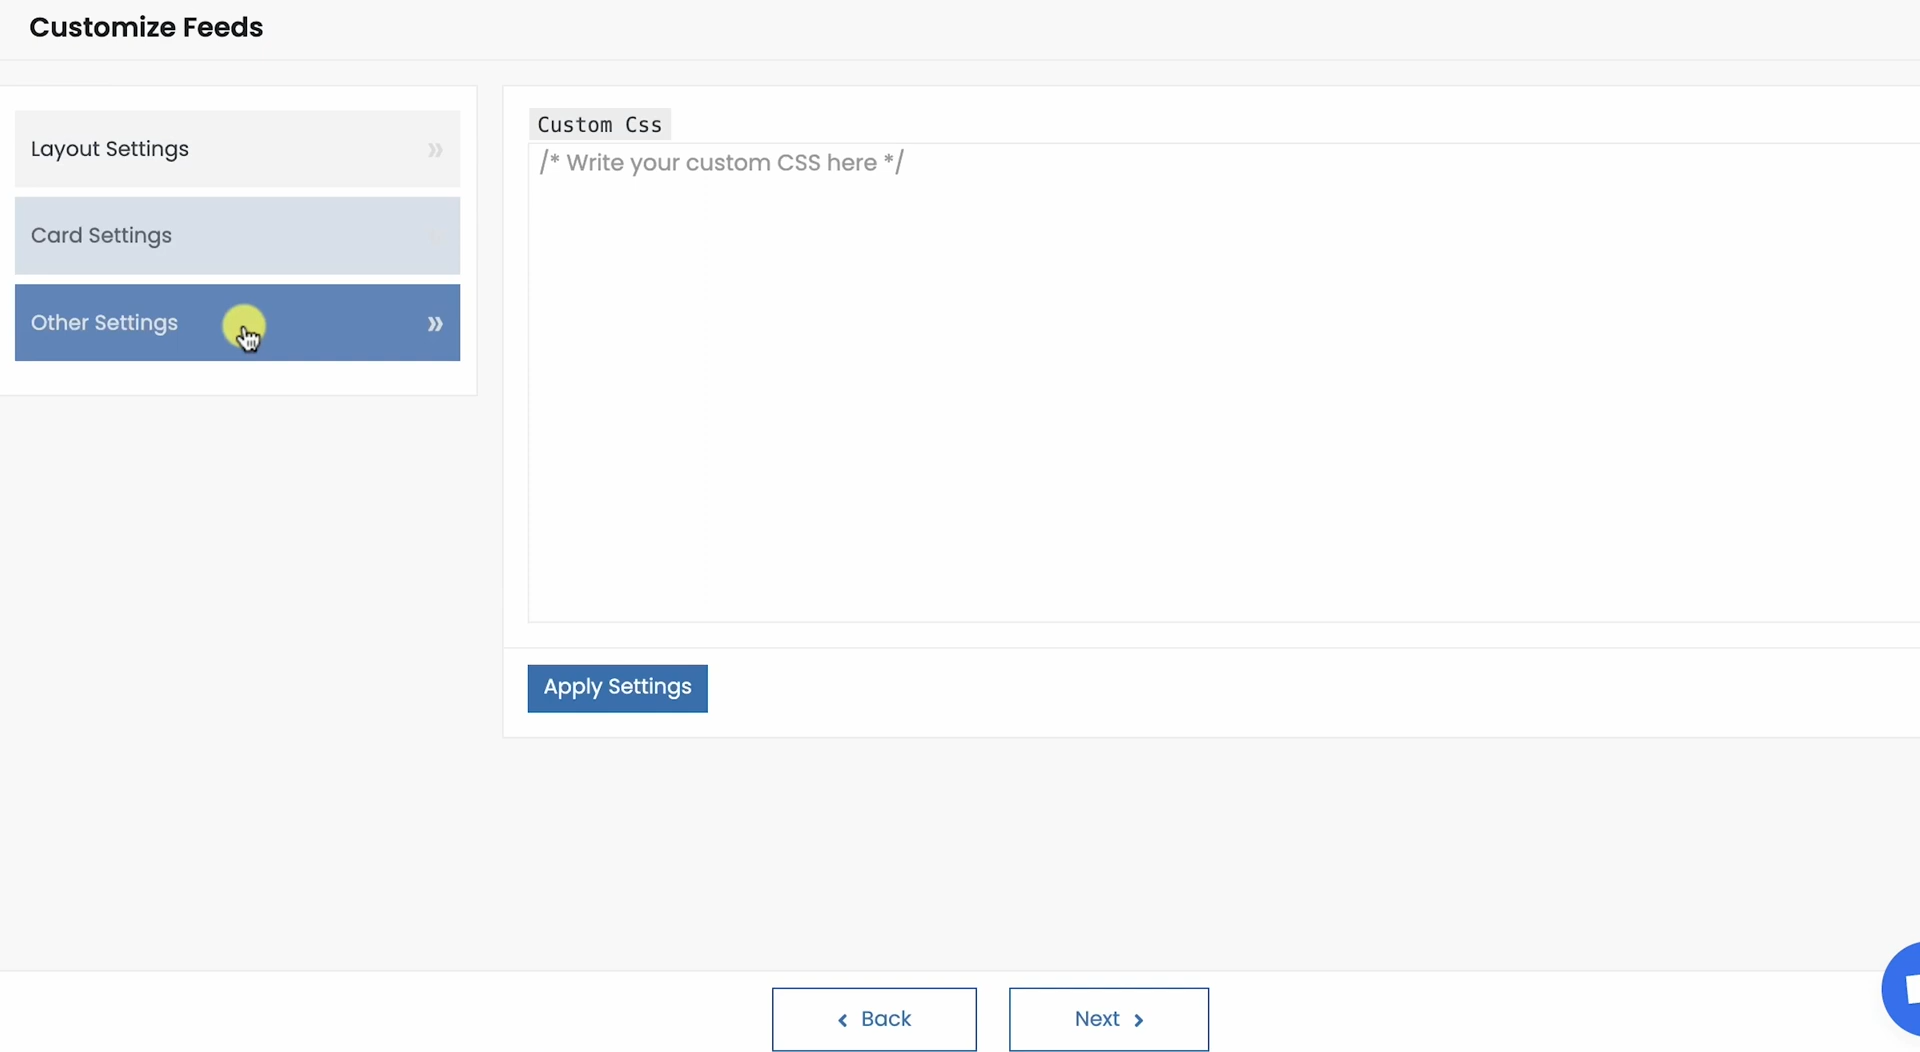 Customize Feeds
Layout Settings
Card Settings
Other Settings
Custom Css
/* Write your custom CSS here */
Apply Settings
Back
Next